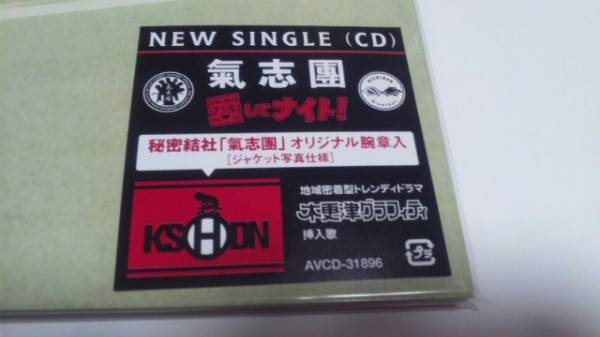 NEW SINGLE (CD)
氣志團
愛してナイト!
秘密結社「氣志團」オリジナル腕章入
[ジャケット写真仕様]
KSHDN
地域密着型トレンディドラマ
木更津グラフィティ
挿入歌
AVCD-31896
プラ